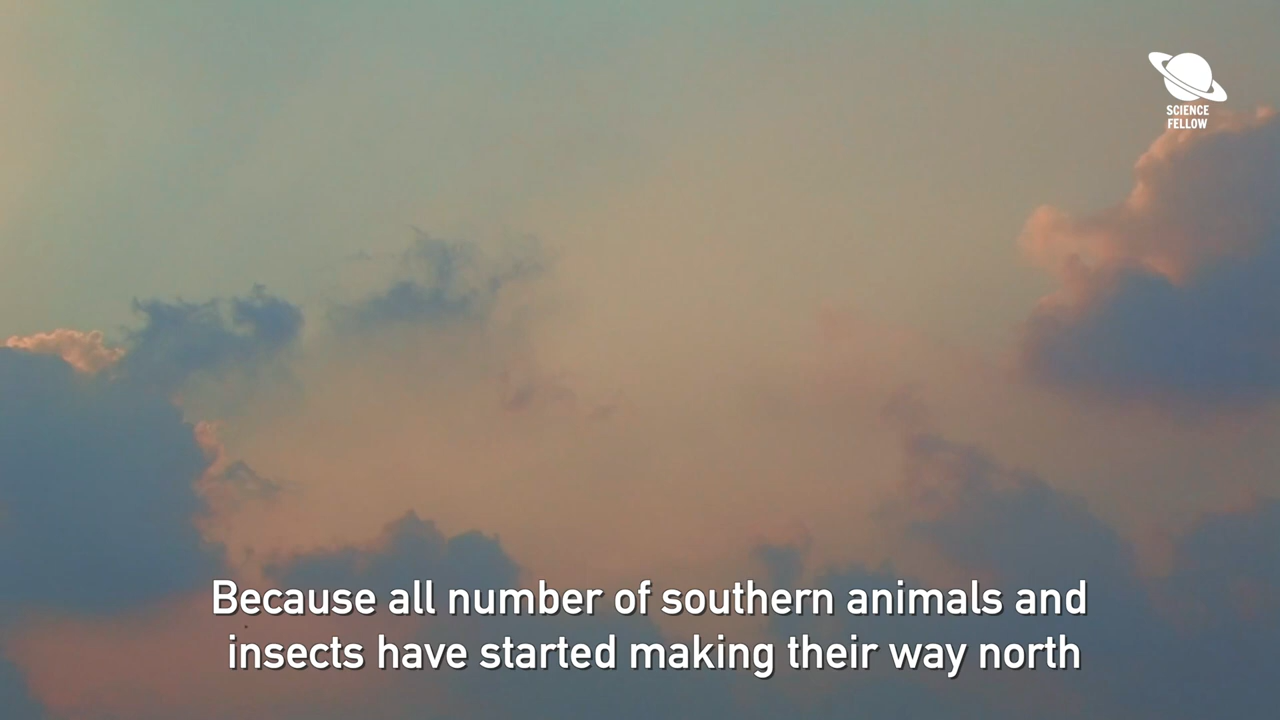 SCIENCE
FELLOW
Because all number of southern animals and
insects have started making their way north